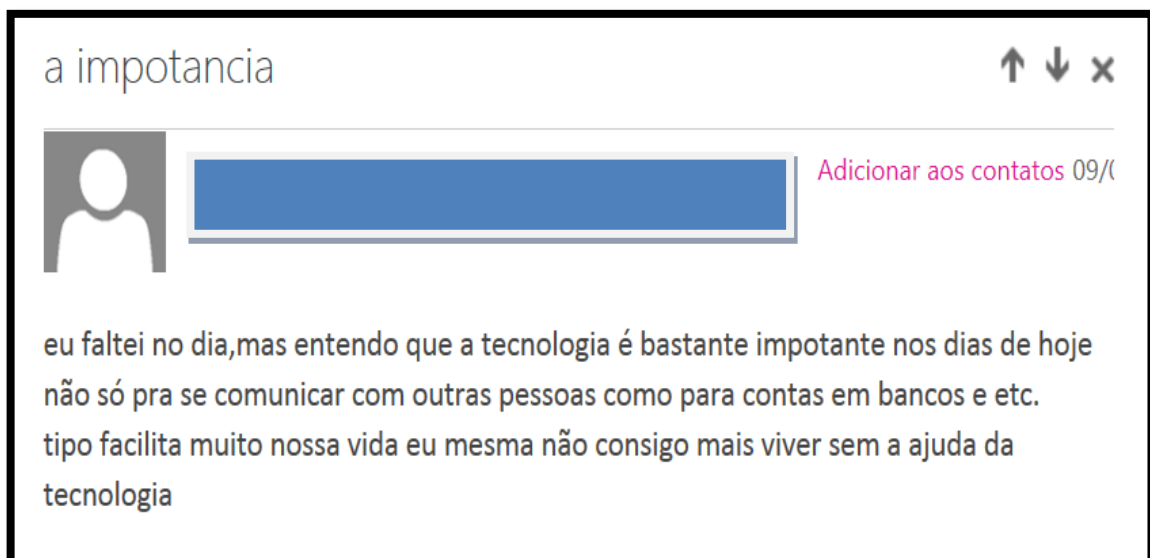 a impotancia
Adicionar aos contatos 09/
eu faltei no dia,mas entendo que a tecnologia é bastante impotante nos dias de hoje
não só pra se comunicar com outras pessoas como para contas em bancos e etc.
tipo facilita muito nossa vida eu mesma não consigo mais viver sem a ajuda da
tecnologia